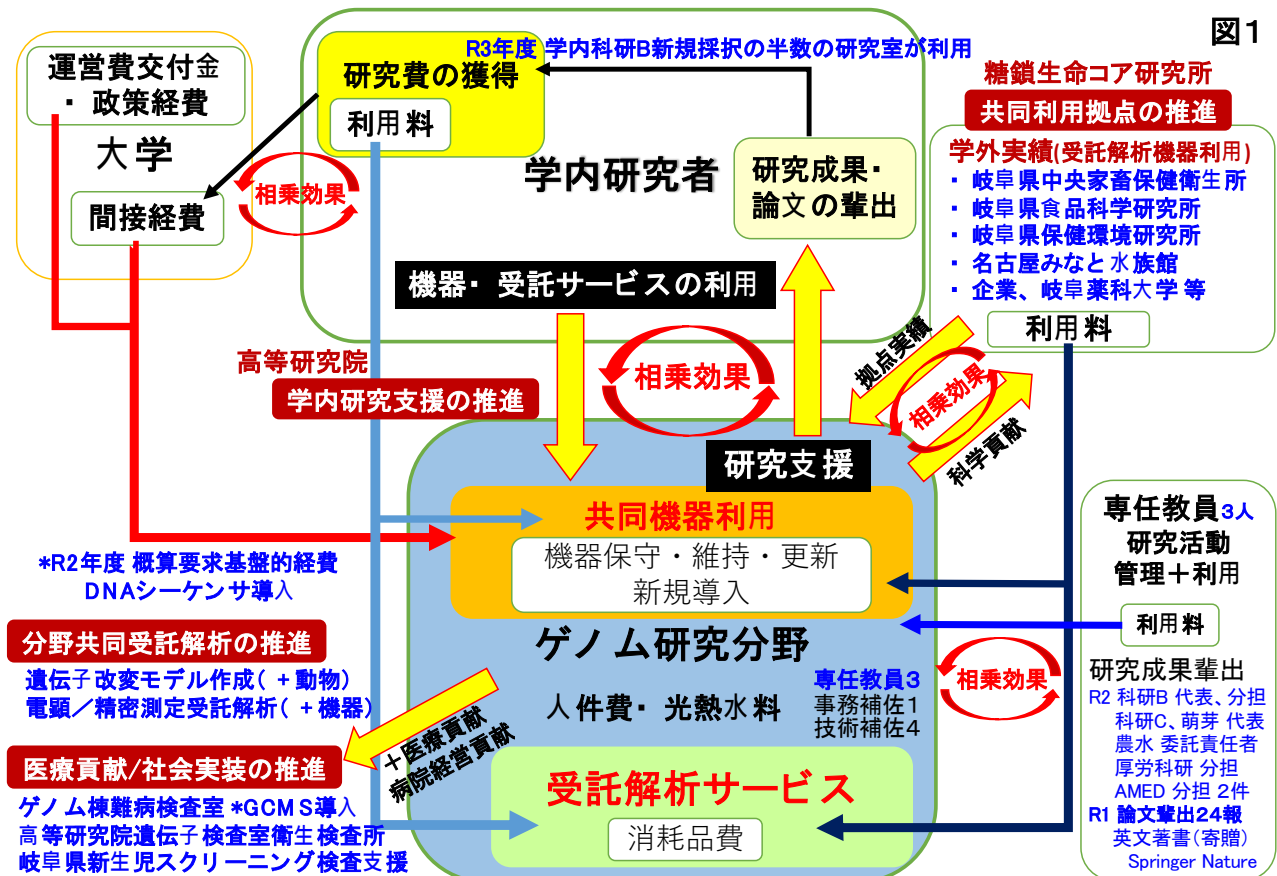 図1
運営費交付金
・政策経費
大学
間接経費
相乗効果
R3年度 学内科研B新規採択の半数の研究室が利用
研究費の獲得
利用料
学内研究者
研究成果・
論文の輩出
機器・受託サービスの利用
糖鎖生命コア研究所
共同利用拠点の推進
学外実績(受託解析機器利用)
・岐阜県中央家畜保健衛生所
・岐阜県食品科学研究所
・岐阜県保健環境研究所
・名古屋みなと水族館
・企業、岐阜薬科大学等
利用料
高等研究院
学内研究支援の推進
相乗効果
研究支援
拠点実績
相乗効果
科学貢献
共同機器利用
機器保守・維持・更新
新規導入
ゲノム研究分野
人件費・光熱水料
専任教員3
事務補佐1
技術補佐4
受託解析サービス
消耗品費
*R2年度 概算要求基盤的経費
DNAシーケンサ導入
分野共同受託解析の推進
遺伝子改変モデル作成(+動物)
電顕/精密測定受託解析(+機器)
+医療貢献
病院経営貢献
医療貢献/社会実装の推進
ゲノム棟難病検査室 *GCMS導入
高等研究院遺伝子検査室衛生検査所
岐阜県新生児スクリーニング検査支援
相乗効果
専任教員3人
研究活動
管理+利用
利用料
研究成果輩出
R2 科研B 代表、分担
科研C、萌芽 代表
農水 委託責任者
厚労科研 分担
AMED 分担 2件
R1 論文輩出24報
英文著書(寄贈)
Springer Nature